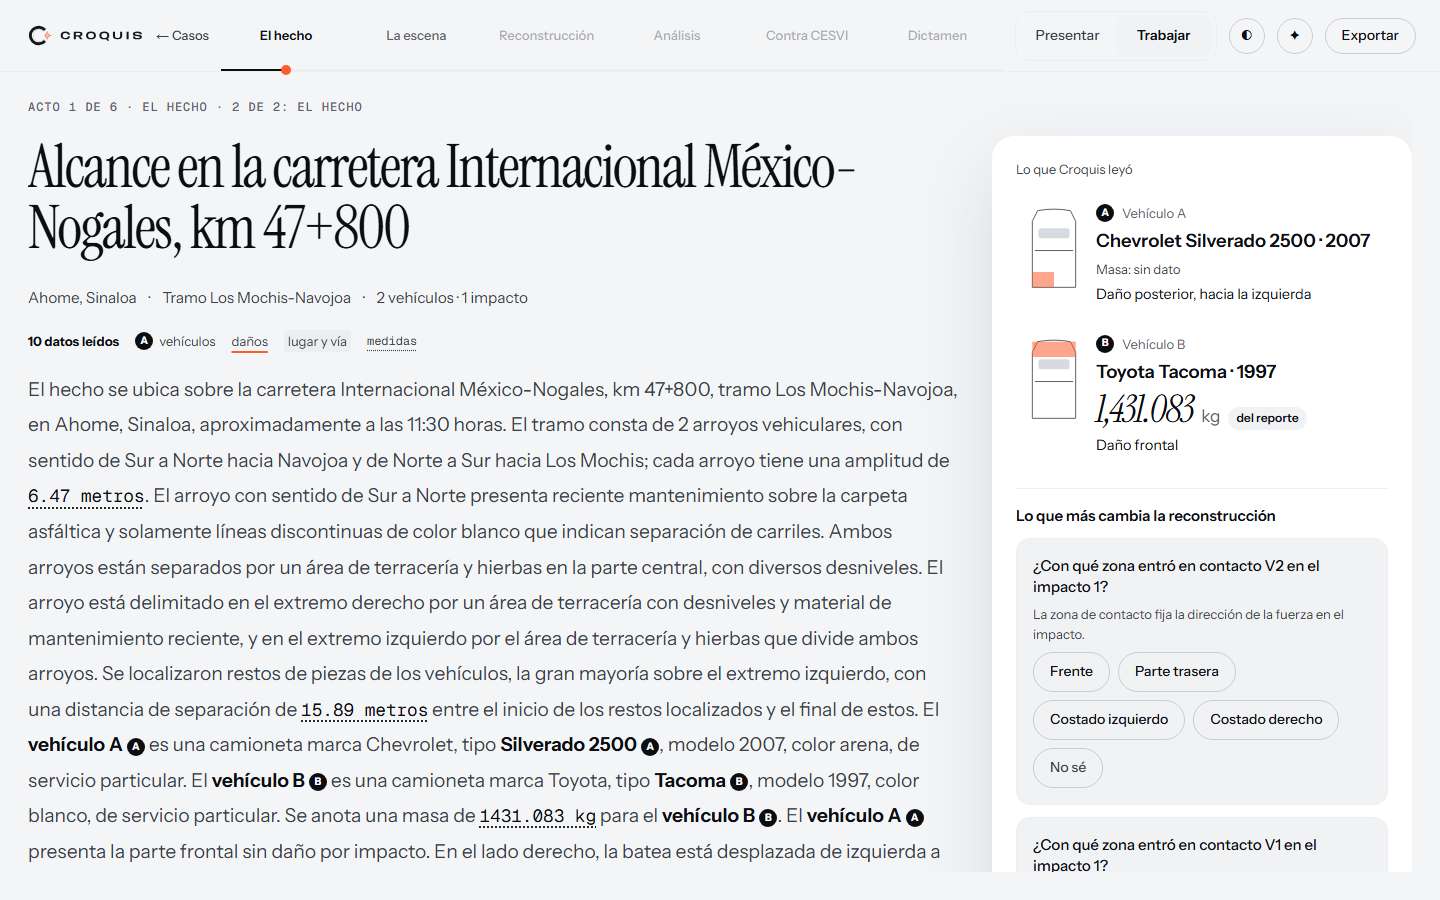 CROQUIS
← Casos
El hecho
La escena
Reconstrucción
Análisis
Contra CESVI
Dictamen
Presentar
Trabajar
Exportar
ACTO 1 DE 6 · EL HECHO · 2 DE 2: EL HECHO
Alcance en la carretera Internacional México-
Nogales, km 47+800
Ahome, Sinaloa · Tramo Los Mochis-Navojoa · 2 vehículos · 1 impacto
10 datos leídos A vehículos daños lugar y vía medidas
El hecho se ubica sobre la carretera Internacional México-Nogales, km 47+800, tramo Los Mochis-Navojoa,
en Ahome, Sinaloa, aproximadamente a las 11:30 horas. El tramo consta de 2 arroyos vehiculares, con
sentido de Sur a Norte hacia Navojoa y de Norte a Sur hacia Los Mochis; cada arroyo tiene una amplitud de
6.47 metros. El arroyo con sentido de Sur a Norte presenta reciente mantenimiento sobre la carpeta
asfáltica y solamente líneas discontinuas de color blanco que indican separación de carriles. Ambos
arroyos están separados por un área de terracería y hierbas en la parte central, con diversos desniveles. El
arroyo está delimitado en el extremo derecho por un área de terracería con desniveles y material de
mantenimiento reciente, y en el extremo izquierdo por el área de terracería y hierbas que divide ambos
arroyos. Se localizaron restos de piezas de los vehículos, la gran mayoría sobre el extremo izquierdo, con
una distancia de separación de 15.89 metros entre el inicio de los restos localizados y el final de estos. El
vehículo A A es una camioneta marca Chevrolet, tipo Silverado 2500 A, modelo 2007, color arena, de
servicio particular. El vehículo B B es una camioneta marca Toyota, tipo Tacoma B, modelo 1997, color
blanco, de servicio particular. Se anota una masa de 1431.083 kg para el vehículo B B. El vehículo A A
presenta la parte frontal sin daño por impacto. En el lado derecho, la batea está desplazada de izquierda a
Lo que Croquis leyó
A Vehículo A
Chevrolet Silverado 2500 · 2007
Masa: sin dato
Daño posterior, hacia la izquierda
B Vehículo B
Toyota Tacoma · 1997
1,431.083 kg del reporte
Daño frontal
Lo que más cambia la reconstrucción
¿Con qué zona entró en contacto V2 en el
impacto 1?
La zona de contacto fija la dirección de la fuerza en el
impacto.
Frente
Parte trasera
Costado izquierdo
Costado derecho
No sé
¿Con qué zona entró en contacto V1 en el
impacto 1?